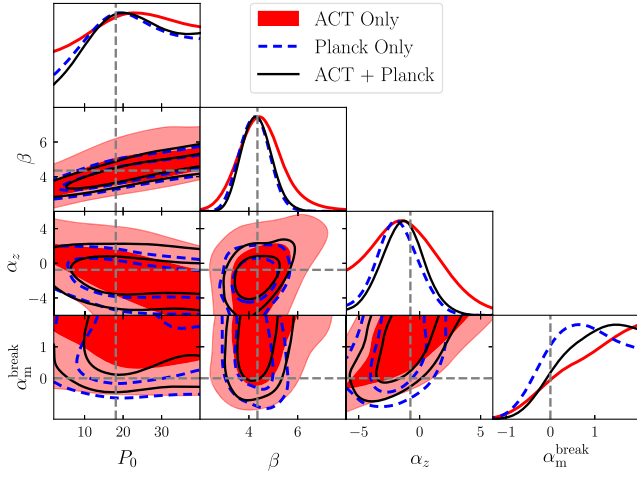 ACT Only
Planck Only
ACT + Planck
β
6
4
α_z
4
0
−4
α_m^break
1
0
10 20 30
4 6
−5 0 5
−1 0 1
P_0
β
α_z
α_m^break